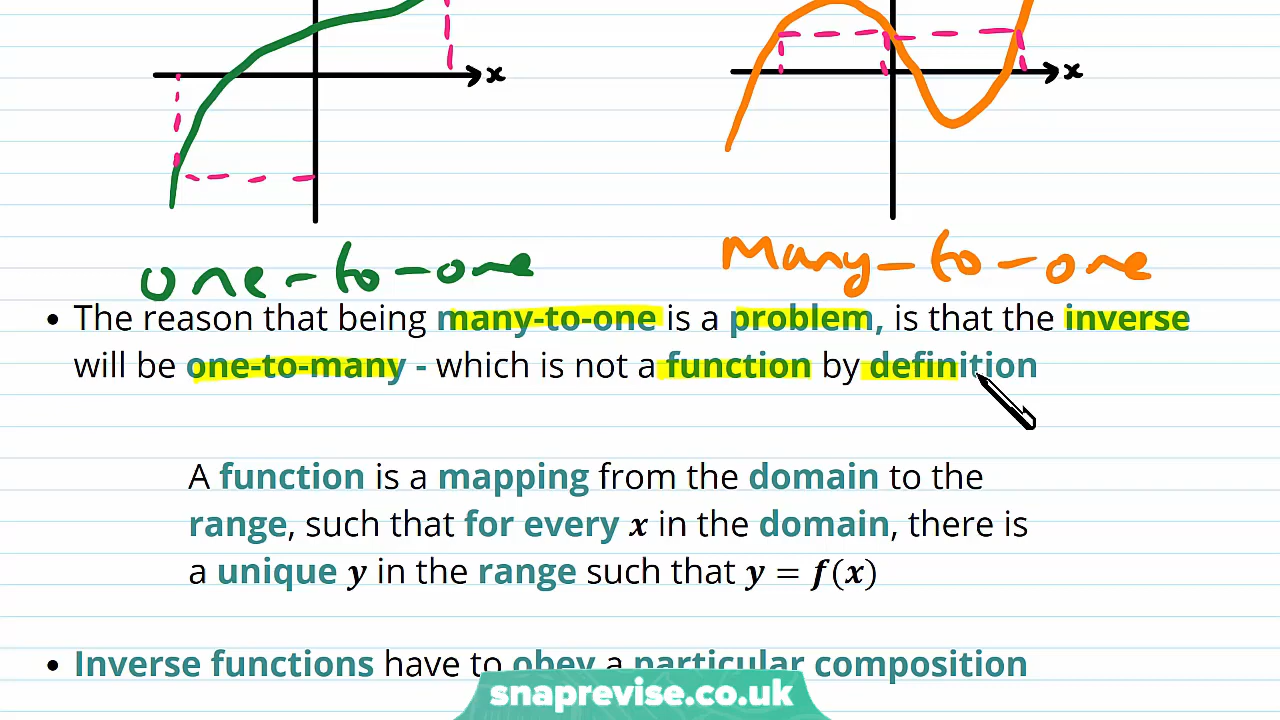 x x
one-to-one Many-to-one
• The reason that being many-to-one is a problem, is that the inverse
will be one-to-many - which is not a function by definition
A function is a mapping from the domain to the
range, such that for every x in the domain, there is
a unique y in the range such that y = f(x)
• Inverse functions have to obey a particular composition
snaprevise.co.uk